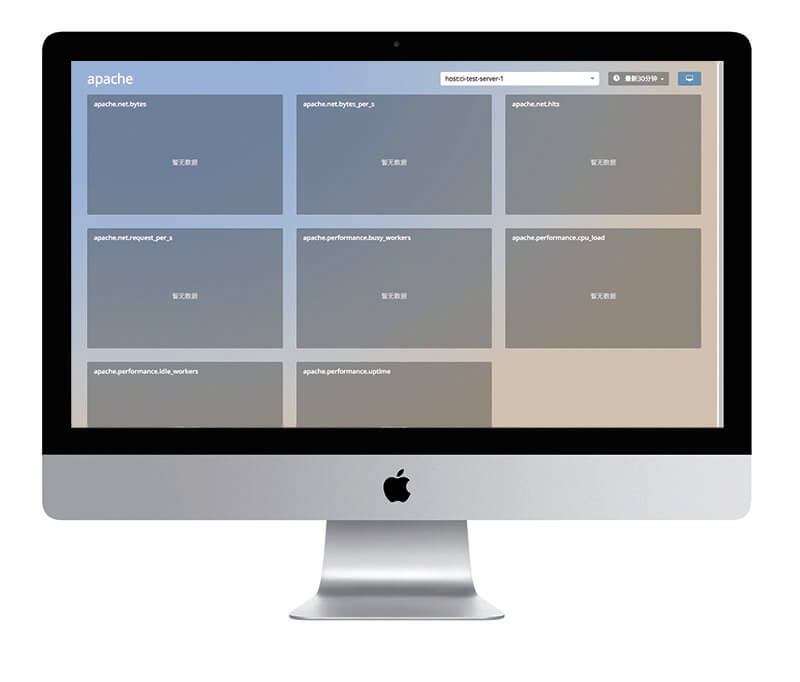 apache
host:ci-test-server-1
最新30分钟
apache.net.bytes
apache.net.bytes_per_s
apache.net.hits
暂无数据
暂无数据
暂无数据
apache.net.request_per_s
apache.performance.busy_workers
apache.performance.cpu_load
暂无数据
暂无数据
暂无数据
apache.performance.idle_workers
apache.performance.uptime